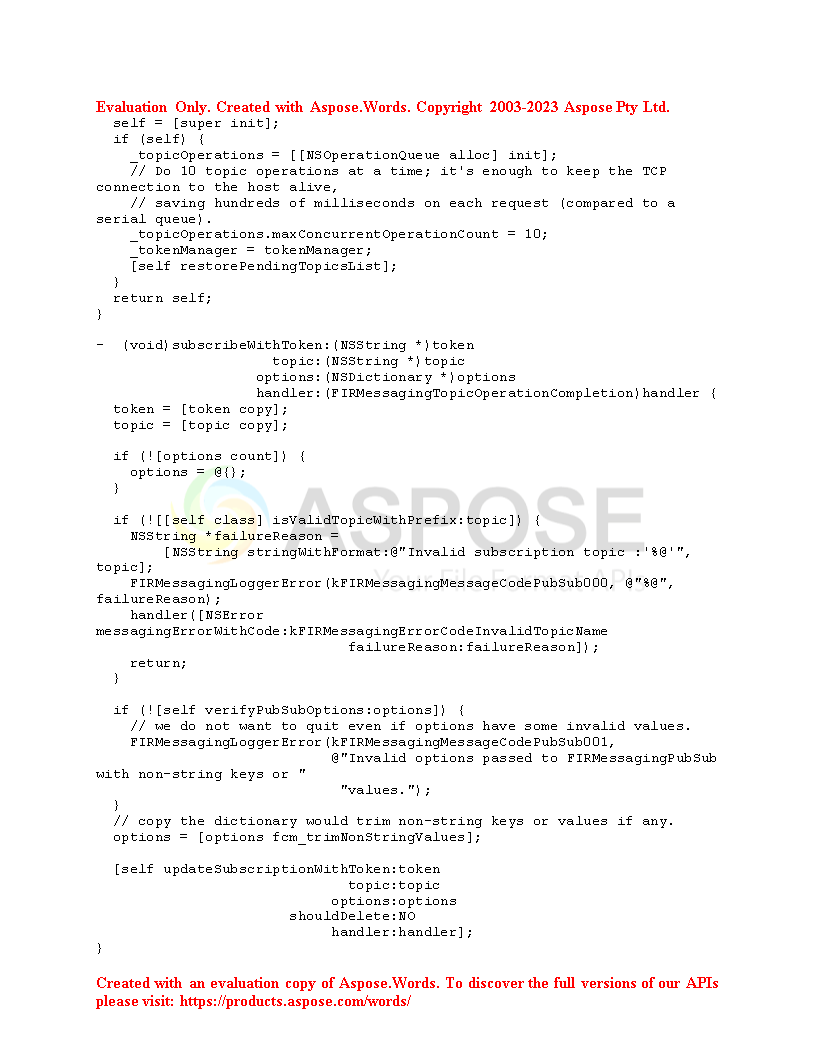 Evaluation Only. Created with Aspose.Words. Copyright 2003-2023 Aspose Pty Ltd.
  self = [super init];
  if (self) {
    _topicOperations = [[NSOperationQueue alloc] init];
    // Do 10 topic operations at a time; it's enough to keep the TCP
connection to the host alive,
    // saving hundreds of milliseconds on each request (compared to a
serial queue).
    _topicOperations.maxConcurrentOperationCount = 10;
    _tokenManager = tokenManager;
    [self restorePendingTopicsList];
  }
  return self;
}

- (void)subscribeWithToken:(NSString *)token
                     topic:(NSString *)topic
                   options:(NSDictionary *)options
                   handler:(FIRMessagingTopicOperationCompletion)handler {
  token = [token copy];
  topic = [topic copy];

  if (![options count]) {
    options = @{};
  }

  if (![[self class] isValidTopicWithPrefix:topic]) {
    NSString *failureReason =
        [NSString stringWithFormat:@"Invalid subscription topic :'%@'",
topic];
    FIRMessagingLoggerError(kFIRMessagingMessageCodePubSub000, @"%@",
failureReason);
    handler([NSError
messagingErrorWithCode:kFIRMessagingErrorCodeInvalidTopicName
                              failureReason:failureReason]);
    return;
  }

  if (![self verifyPubSubOptions:options]) {
    // we do not want to quit even if options have some invalid values.
    FIRMessagingLoggerError(kFIRMessagingMessageCodePubSub001,
                            @"Invalid options passed to FIRMessagingPubSub
with non-string keys or "
                             "values.");
  }
  // copy the dictionary would trim non-string keys or values if any.
  options = [options fcm_trimNonStringValues];

  [self updateSubscriptionWithToken:token
                              topic:topic
                            options:options
                       shouldDelete:NO
                            handler:handler];
}
ASPOSE
Your File Format APIs

Created with an evaluation copy of Aspose.Words. To discover the full versions of our APIs
please visit: https://products.aspose.com/words/